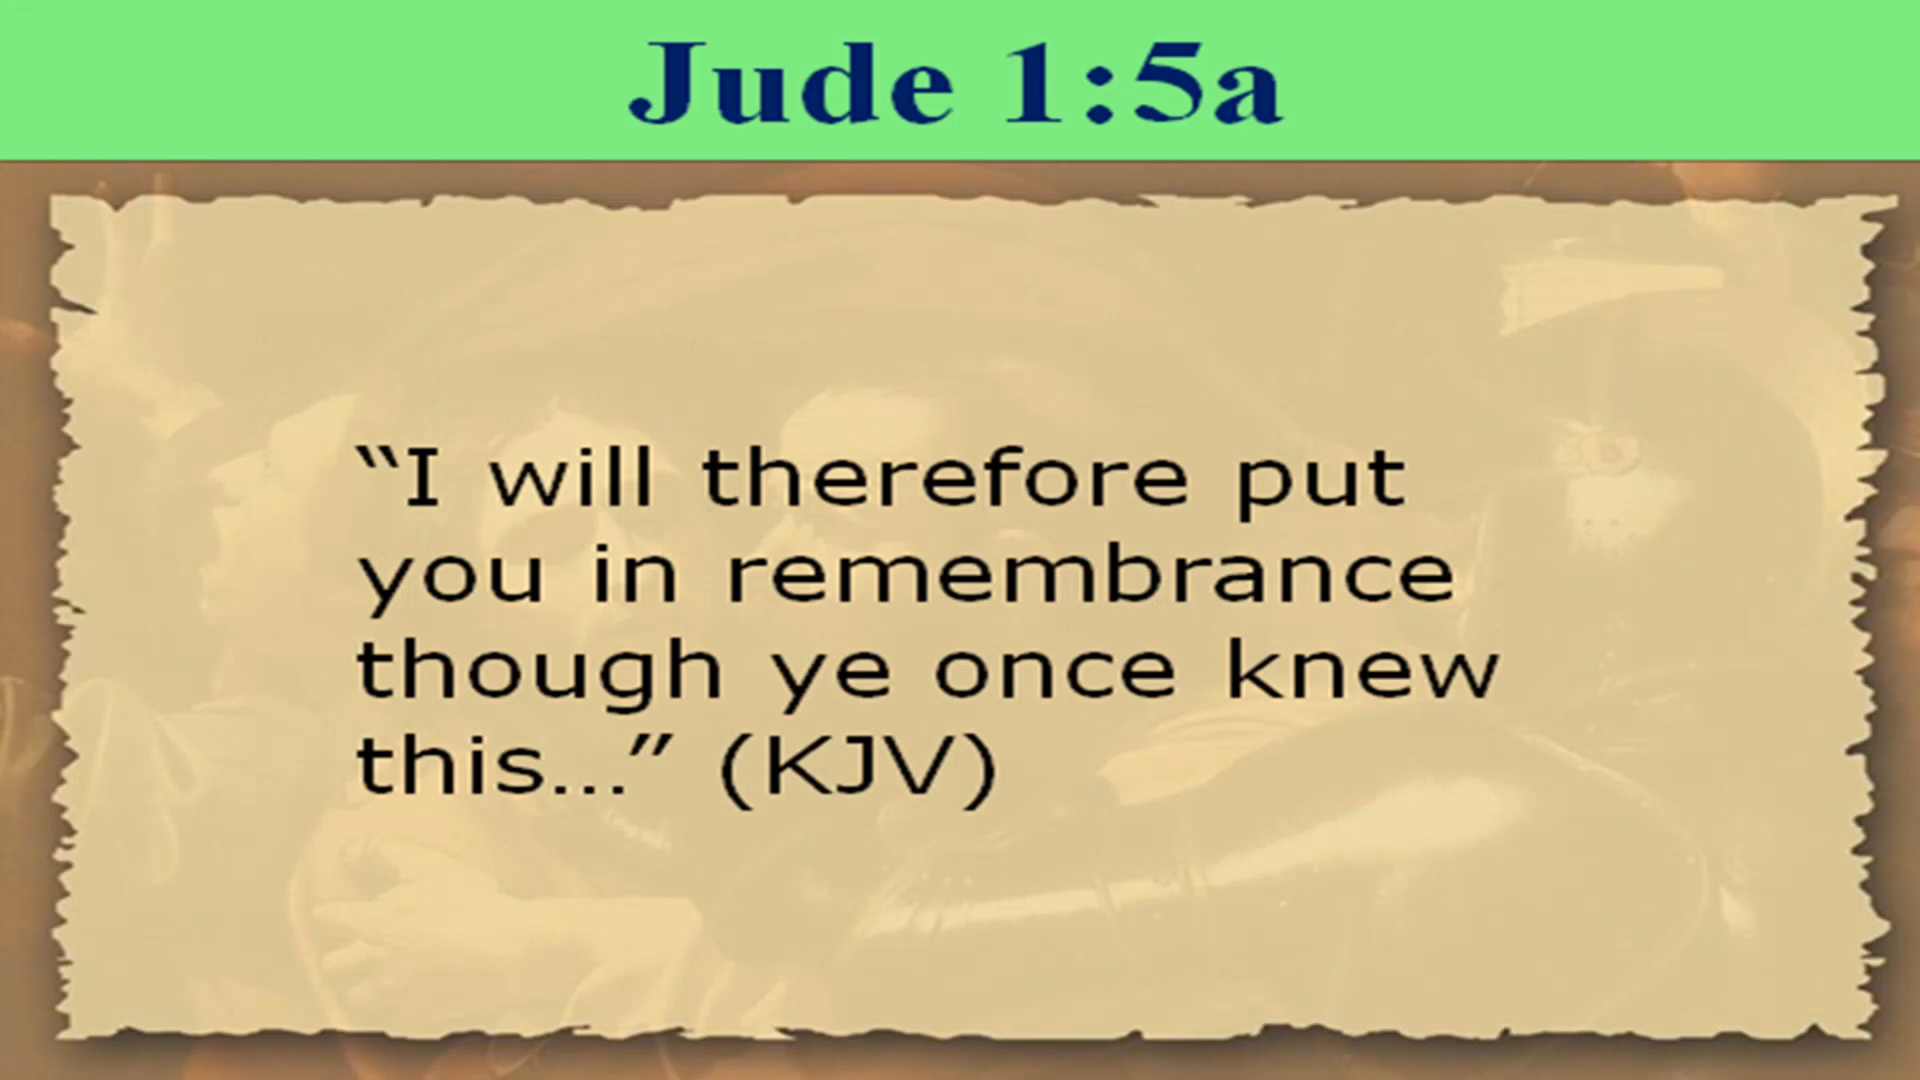 Jude 1:5a
“I will therefore put
you in remembrance
though ye once knew
this...” (KJV)